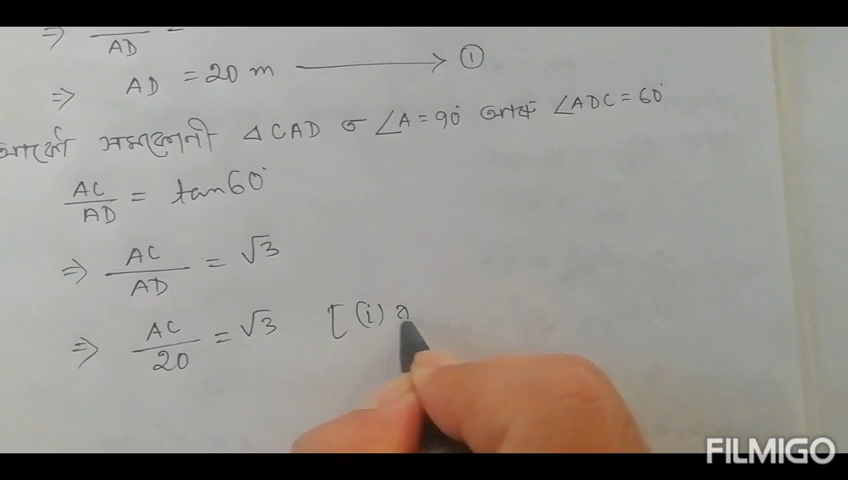 ⇒ /AD =
⇒ AD = 20 m ⟶ ①
সমকোণী △CAD ত ∠A = 90° আৰু ∠ADC = 60°
AC/AD = tan60°
⇒ AC/AD = √3
⇒ AC/20 = √3 [ (i)
FILMIGO